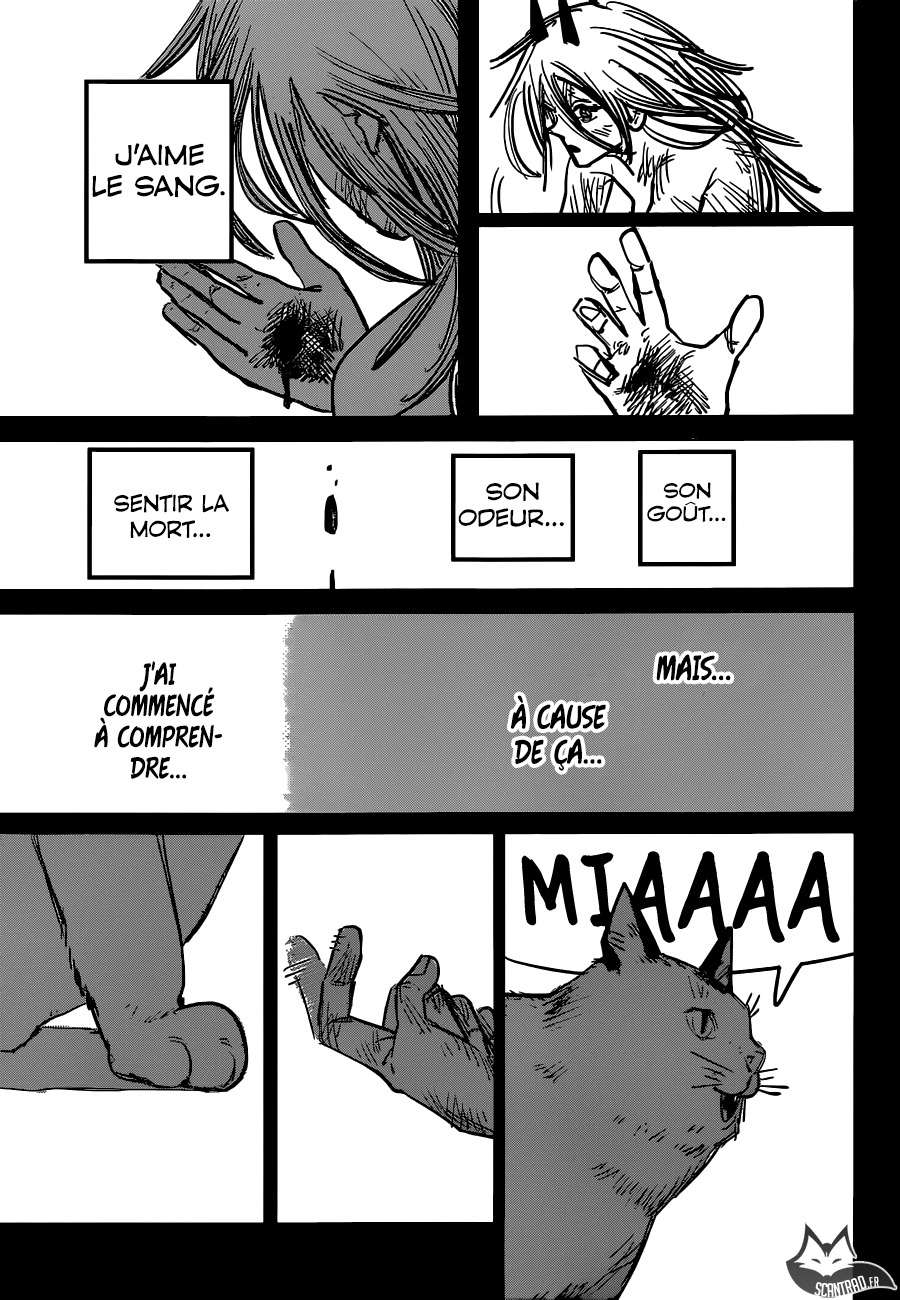 J'AIME
LE SANG.
SON
GOÛT...
SON
ODEUR...
SENTIR LA
MORT...
MAIS...
À CAUSE
DE ÇA...
J'AI
COMMENCÉ
À COMPREN-
DRE...
MIAAAA
SCANTRAD.FR